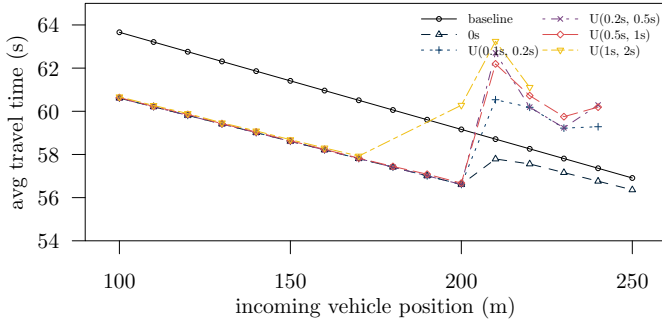 64
62
60
58
56
54
avg travel time (s)
baseline
0s
U(0.1s, 0.2s)
U(0.2s, 0.5s)
U(0.5s, 1s)
U(1s, 2s)
100
150
200
250
incoming vehicle position (m)